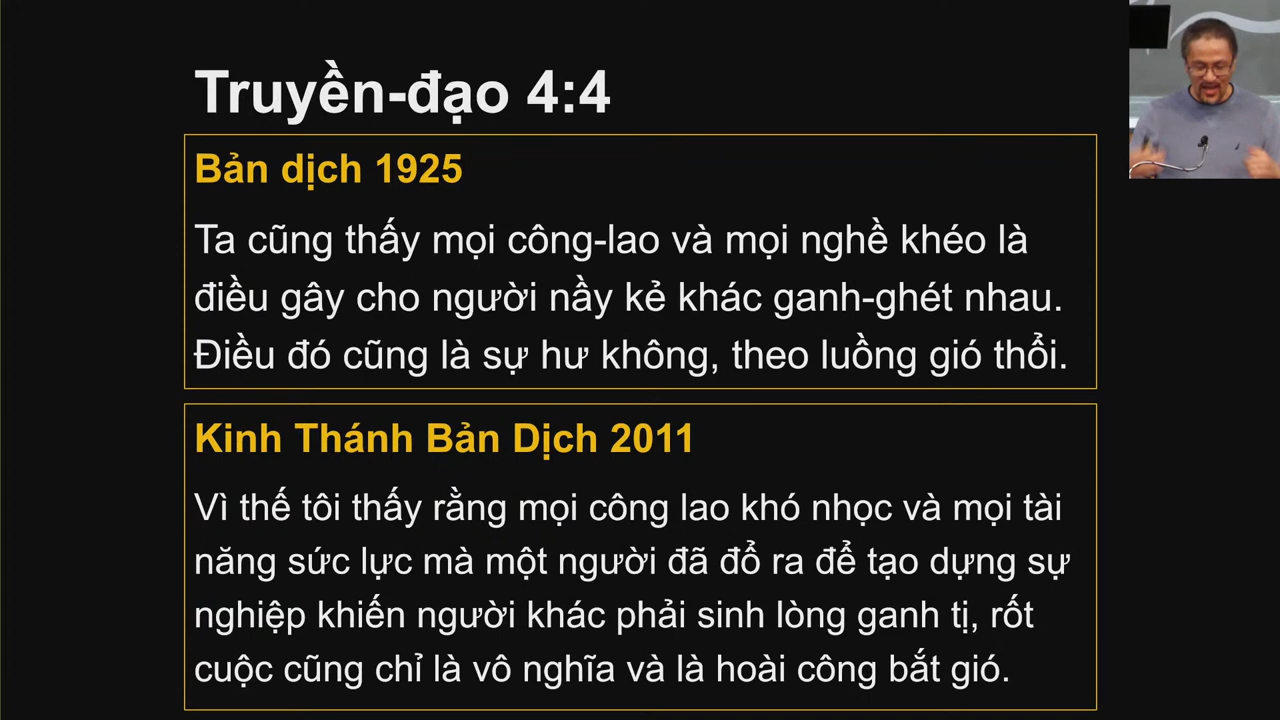 Truyền-đạo 4:4
Bản dịch 1925
Ta cũng thấy mọi công-lao và mọi nghề khéo là
điều gây cho người nầy kẻ khác ganh-ghét nhau.
Điều đó cũng là sự hư không, theo luồng gió thổi.
Kinh Thánh Bản Dịch 2011
Vì thế tôi thấy rằng mọi công lao khó nhọc và mọi tài
năng sức lực mà một người đã đổ ra để tạo dựng sự
nghiệp khiến người khác phải sinh lòng ganh tị, rốt
cuộc cũng chỉ là vô nghĩa và là hoài công bắt gió.